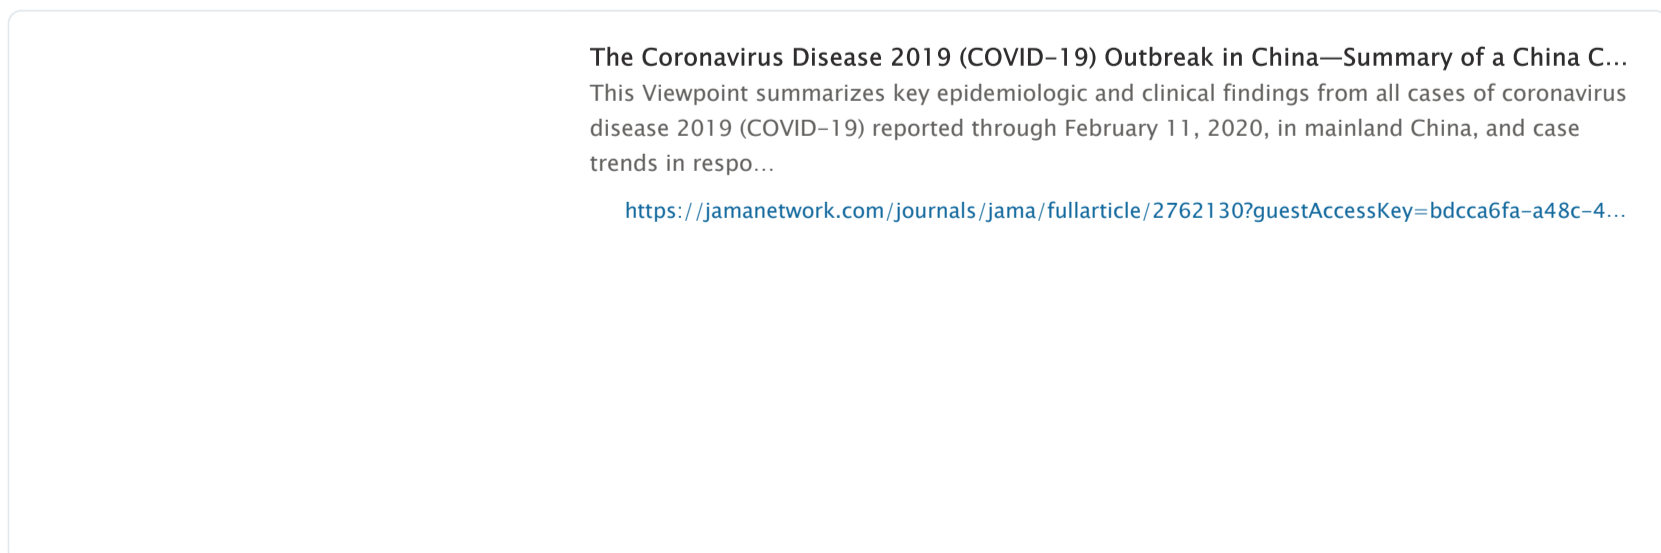 The Coronavirus Disease 2019 (COVID-19) Outbreak in China—Summary of a China C...
This Viewpoint summarizes key epidemiologic and clinical findings from all cases of coronavirus
disease 2019 (COVID-19) reported through February 11, 2020, in mainland China, and case
trends in respo...
https://jamanetwork.com/journals/jama/fullarticle/2762130?guestAccessKey=bdcca6fa-a48c-4...